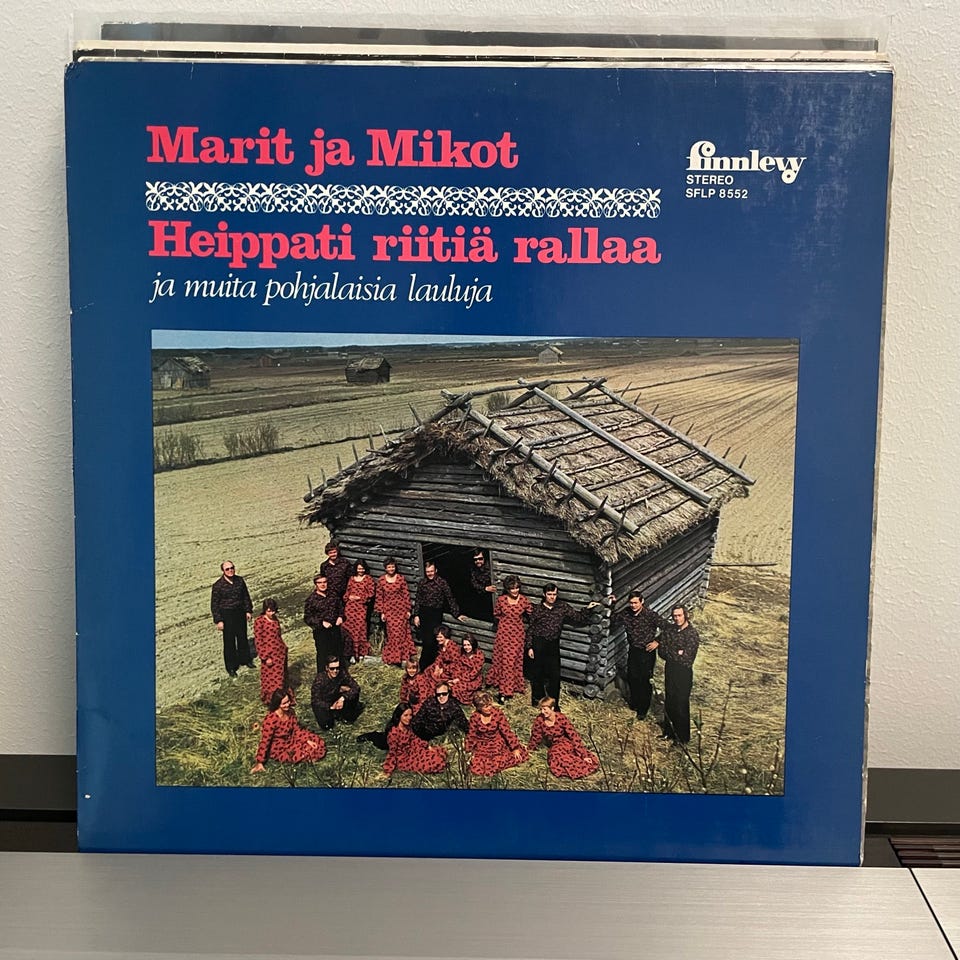 Marit ja Mikot
finnlevy
STEREO
SFLP 8552
Heippati riitiä rallaa
ja muita pohjalaisia lauluja